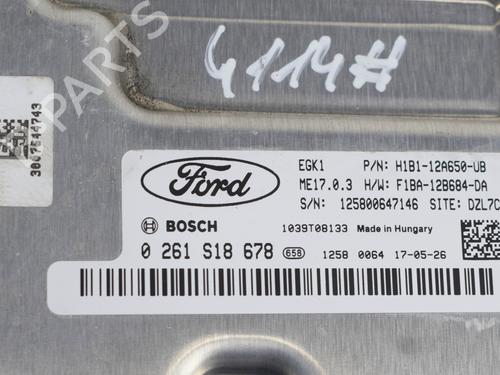 4114#
3807544743
Ford
EGK1 P/N: H1B1-12A650-UB
ME17.0.3 H/W: F1BA-12B684-DA
S/N: 125800647146 SITE: DZL7C
BOSCH 1039T08133 Made in Hungary
0 261 S18 678 658 1258 0064 17-05-26